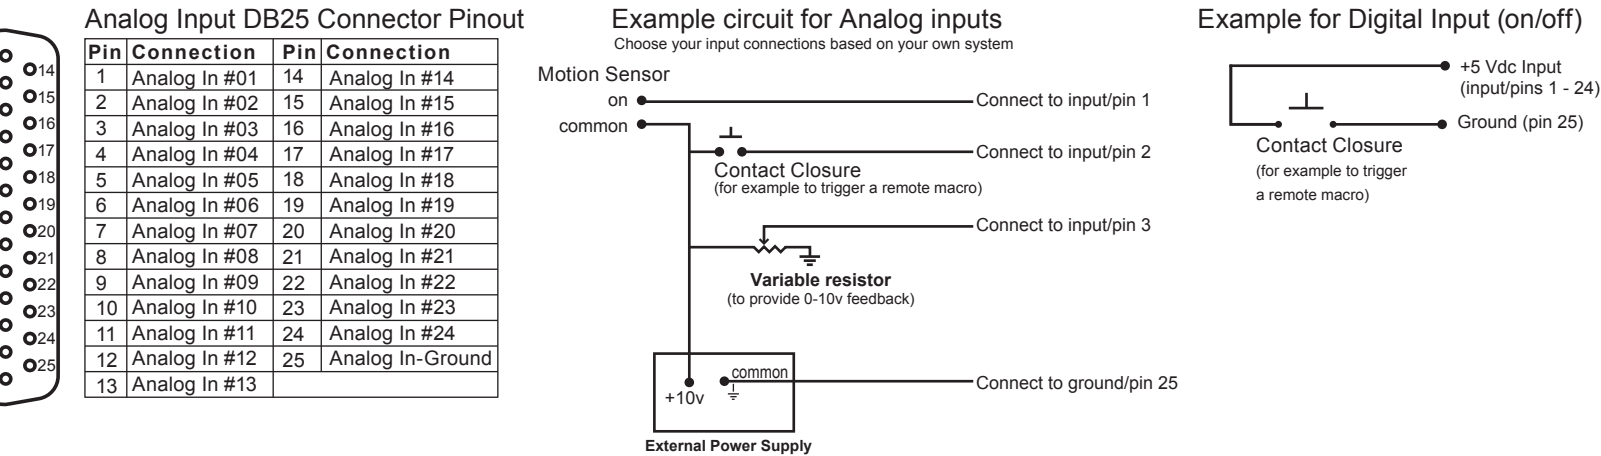 Analog Input DB25 Connector Pinout
Pin Connection Pin Connection
1 Analog In #01 14 Analog In #14
2 Analog In #02 15 Analog In #15
3 Analog In #03 16 Analog In #16
4 Analog In #04 17 Analog In #17
5 Analog In #05 18 Analog In #18
6 Analog In #06 19 Analog In #19
7 Analog In #07 20 Analog In #20
8 Analog In #08 21 Analog In #21
9 Analog In #09 22 Analog In #22
10 Analog In #10 23 Analog In #23
11 Analog In #11 24 Analog In #24
12 Analog In #12 25 Analog In-Ground
13 Analog In #13
14
15
16
17
18
19
20
21
22
23
24
25
Example circuit for Analog inputs
Choose your input connections based on your own system
Motion Sensor
on
Connect to input/pin 1
common
Connect to input/pin 2
Contact Closure
(for example to trigger a remote macro)
Connect to input/pin 3
Variable resistor
(to provide 0-10v feedback)
common
+10v
Connect to ground/pin 25
External Power Supply
Example for Digital Input (on/off)
+5 Vdc Input
(input/pins 1 - 24)
Ground (pin 25)
Contact Closure
(for example to trigger
a remote macro)